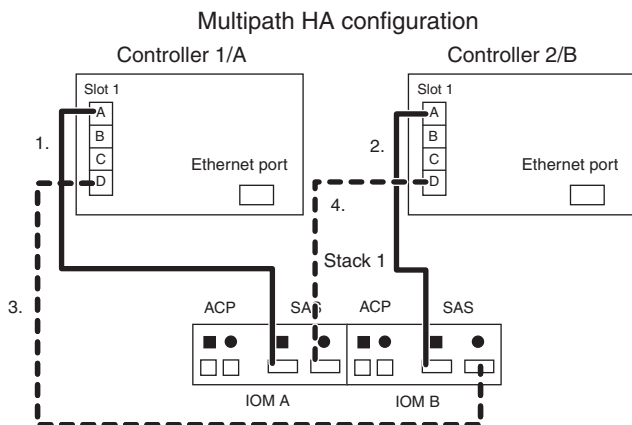 Multipath HA configuration
Controller 1/A
Controller 2/B
Slot 1
A
B
C
D
Ethernet port
1.
Slot 1
A
B
C
D
Ethernet port
2.
3.
4.
Stack 1
ACP
SAS
ACP
SAS
IOM A
IOM B